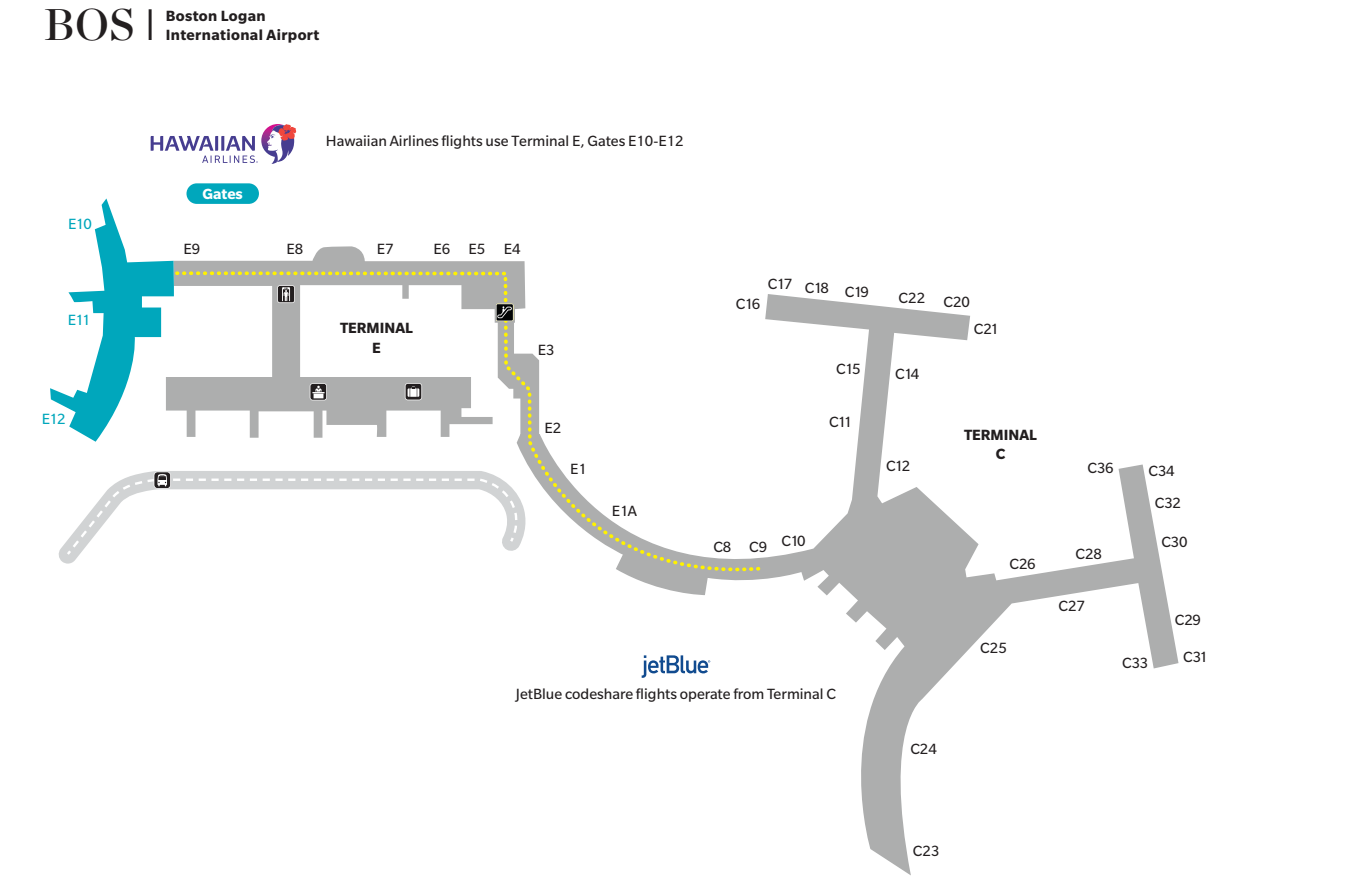 BOS
Boston Logan
International Airport
HAWAIIAN
AIRLINES.
Hawaiian Airlines flights use Terminal E, Gates E10-E12
Gates
E10
E9
E8
E7
E6
E5
E4
E11
E12
TERMINAL
E
E3
E2
E1
E1A
C8
C9
C10
C17
C18
C19
C22
C20
C16
C21
C15
C14
C11
C12
TERMINAL
C
C36
C34
C32
C30
C28
C26
C27
C29
C25
C33
C31
jetBlue
JetBlue codeshare flights operate from Terminal C
C24
C23